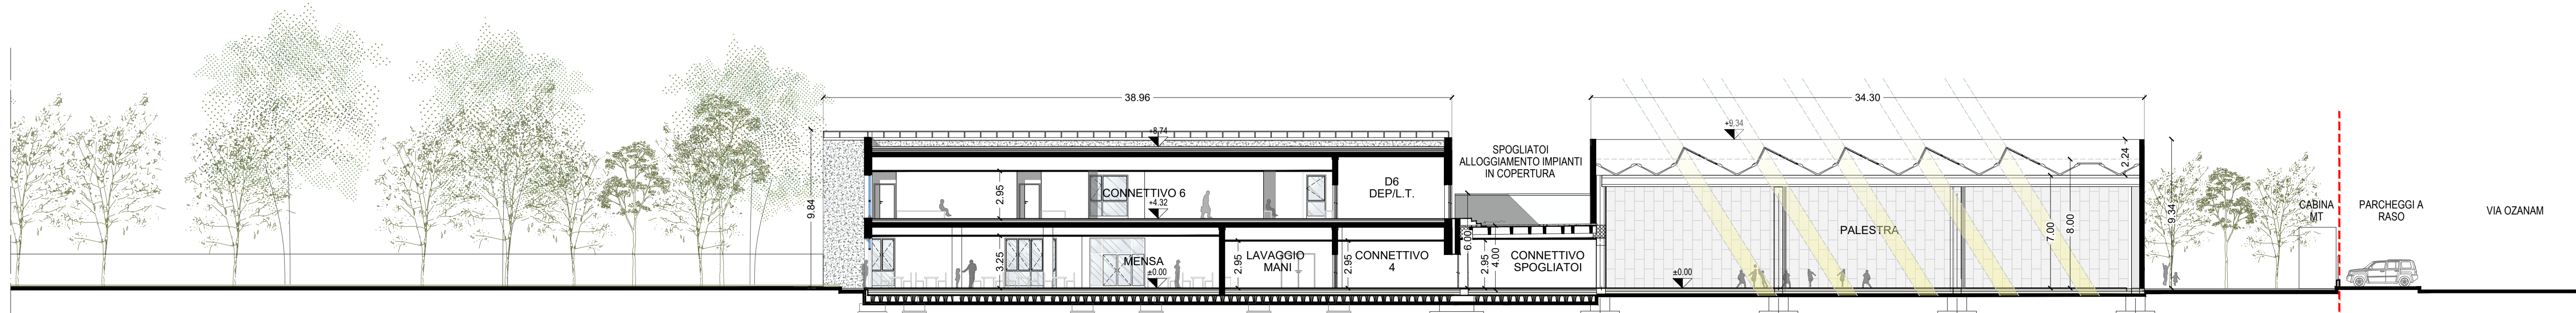 38.96
34.30
+8.74
+9.34
SPOGLIATOI
ALLOGGIAMENTO IMPIANTI
IN COPERTURA
2.24
9.84
2.95
CONNETTIVO 6
+4.32
D6
DEP/L.T.
6.00
4.00
7.00
8.00
9.34
CABINA
MT
PARCHEGGI A
RASO
VIA OZANAM
PALESTRA
3.25
MENSA
±0.00
2.95
LAVAGGIO
MANI
2.95
CONNETTIVO
4
2.95
CONNETTIVO
SPOGLIATOI
±0.00